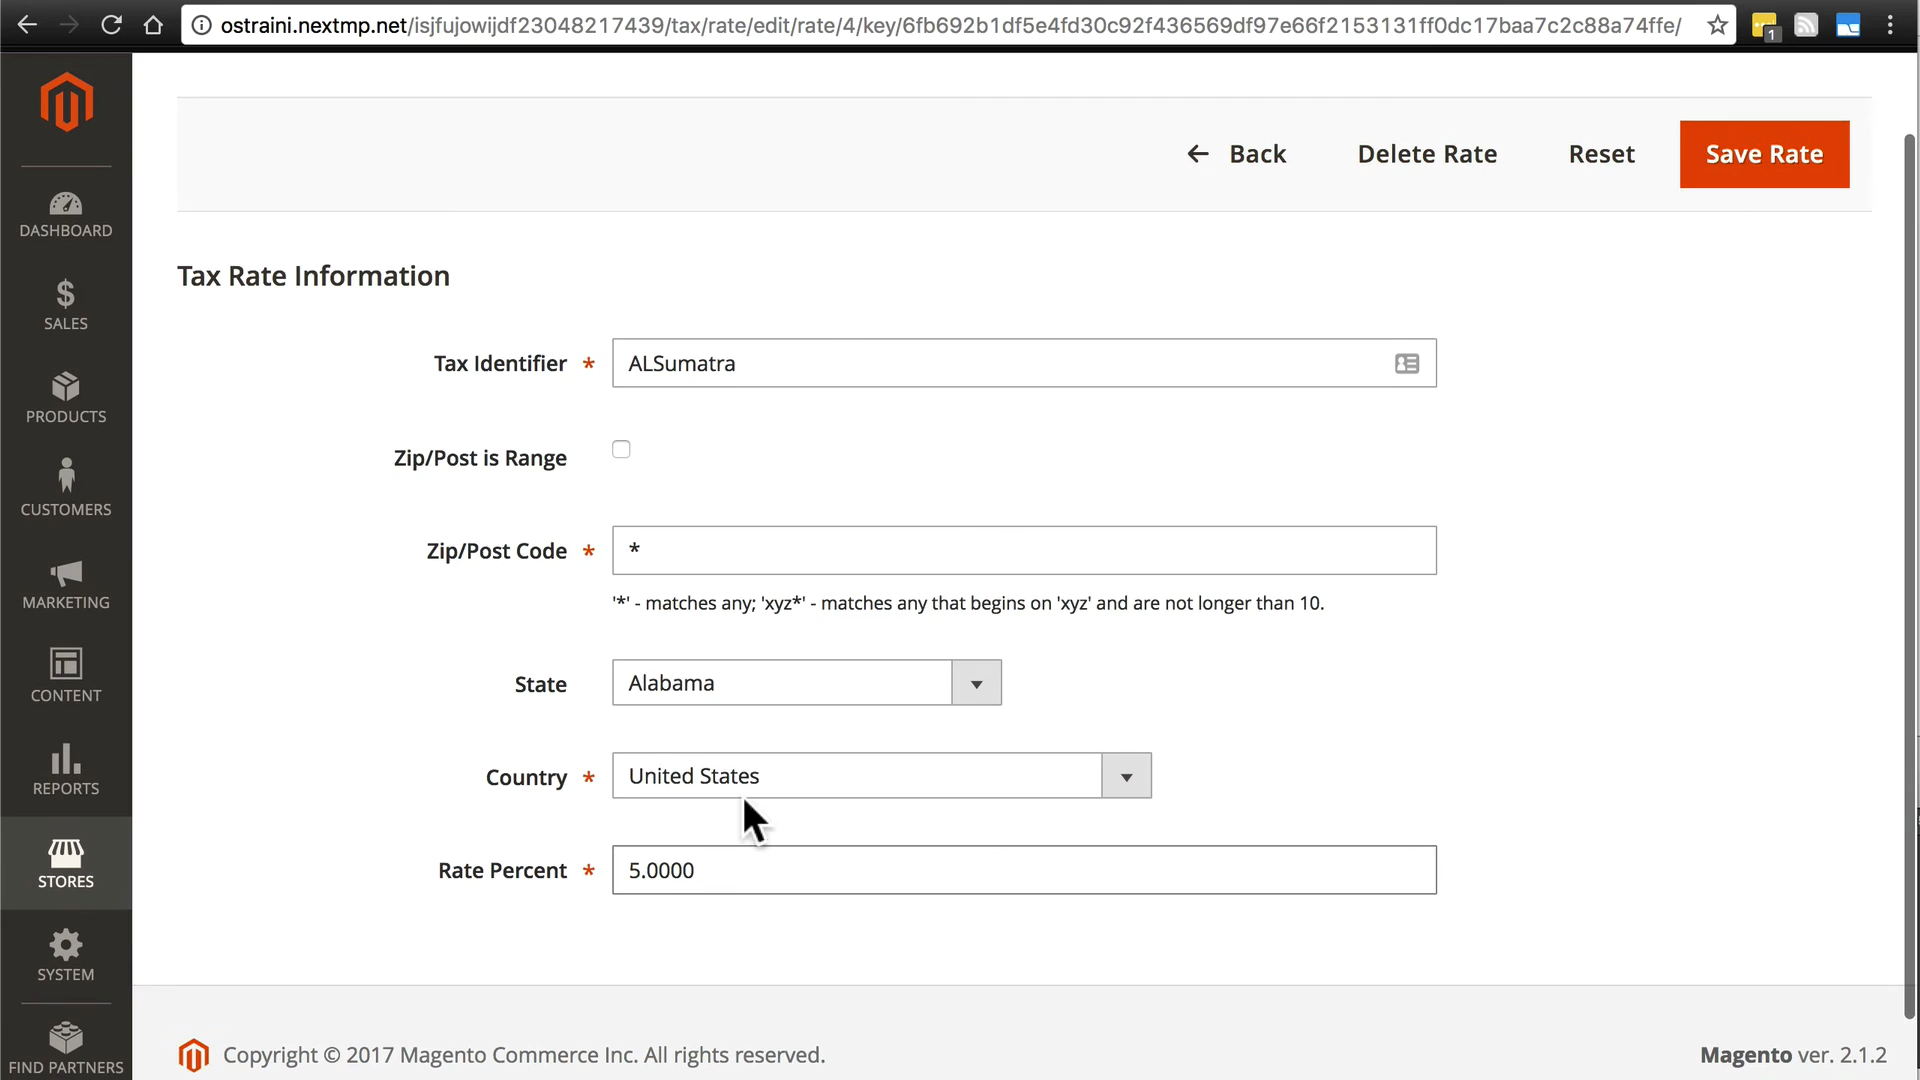 ostraini.nextmp.net/isjfujowijdf23048217439/tax/rate/edit/rate/4/key/6fb692b1df5e4fd30c92f436569df97e66f2153131ff0dc17baa7c2c88a74ffe/
1
Back
Delete Rate
Reset
Save Rate
DASHBOARD
SALES
PRODUCTS
CUSTOMERS
MARKETING
CONTENT
REPORTS
STORES
SYSTEM
FIND PARTNERS
Tax Rate Information
Tax Identifier * ALSumatra
Zip/Post is Range
Zip/Post Code * *
'*' - matches any; 'xyz*' - matches any that begins on 'xyz' and are not longer than 10.
State Alabama
Country * United States
Rate Percent * 5.0000
Copyright © 2017 Magento Commerce Inc. All rights reserved.
Magento ver. 2.1.2